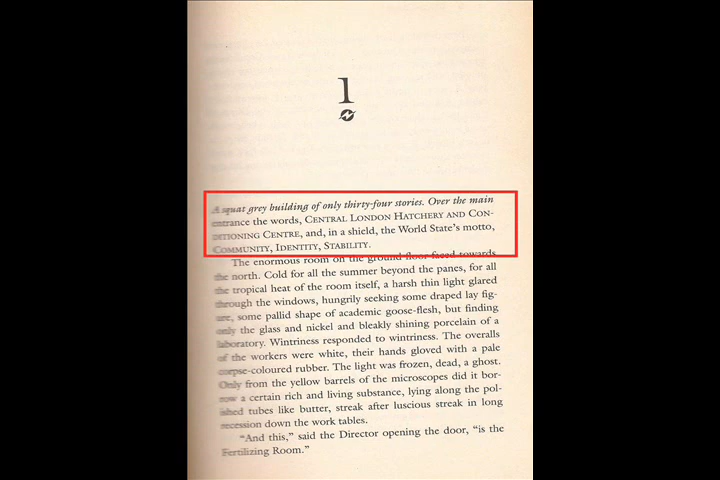 1
A squat grey building of only thirty-four stories. Over the main
entrance the words, CENTRAL LONDON HATCHERY AND CON-
DITIONING CENTRE, and, in a shield, the World State's motto,
COMMUNITY, IDENTITY, STABILITY.
The enormous room on the ground floor faced towards
the north. Cold for all the summer beyond the panes, for all
the tropical heat of the room itself, a harsh thin light glared
through the windows, hungrily seeking some draped lay fig-
ure, some pallid shape of academic goose-flesh, but finding
only the glass and nickel and bleakly shining porcelain of a
laboratory. Wintriness responded to wintriness. The overalls
of the workers were white, their hands gloved with a pale
corpse-coloured rubber. The light was frozen, dead, a ghost.
Only from the yellow barrels of the microscopes did it bor-
row a certain rich and living substance, lying along the pol-
ished tubes like butter, streak after luscious streak in long
recession down the work tables.
"And this," said the Director opening the door, "is the
Fertilizing Room."